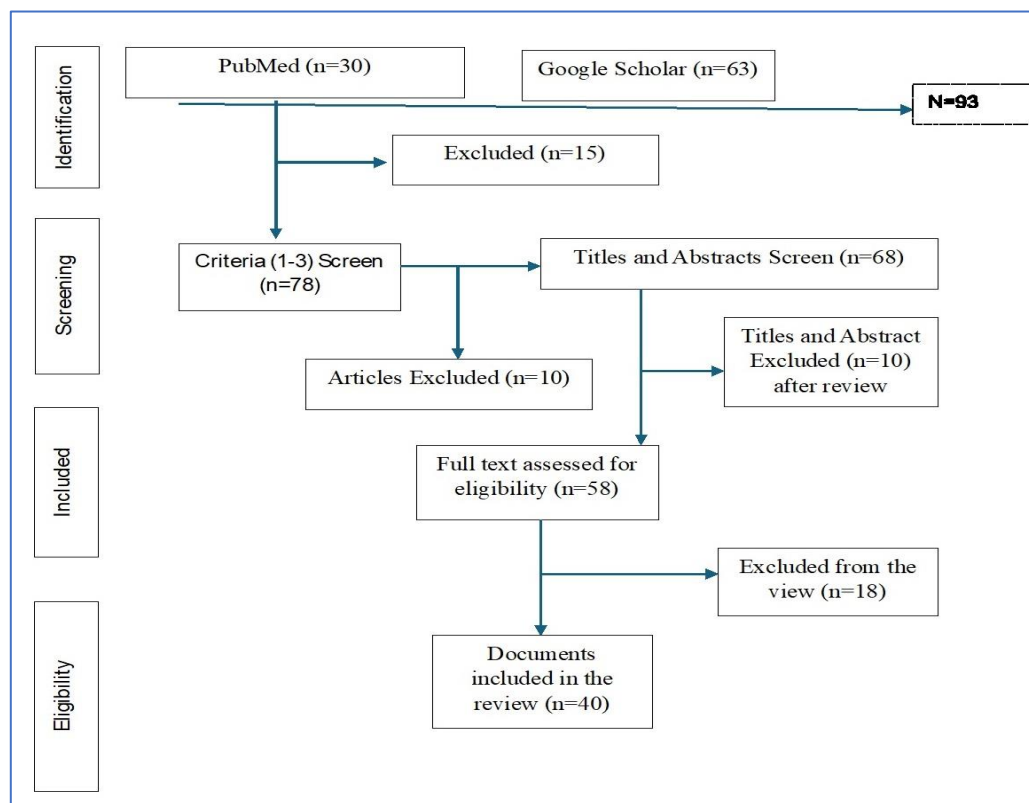 Identification
PubMed (n=30)
Google Scholar (n=63)
N=93
Excluded (n=15)
Screening
Criteria (1-3) Screen
(n=78)
Titles and Abstracts Screen (n=68)
Articles Excluded (n=10)
Titles and Abstract
Excluded (n=10)
after review
Included
Full text assessed for
eligibility (n=58)
Excluded from the
view (n=18)
Eligibility
Documents
included in the
review (n=40)